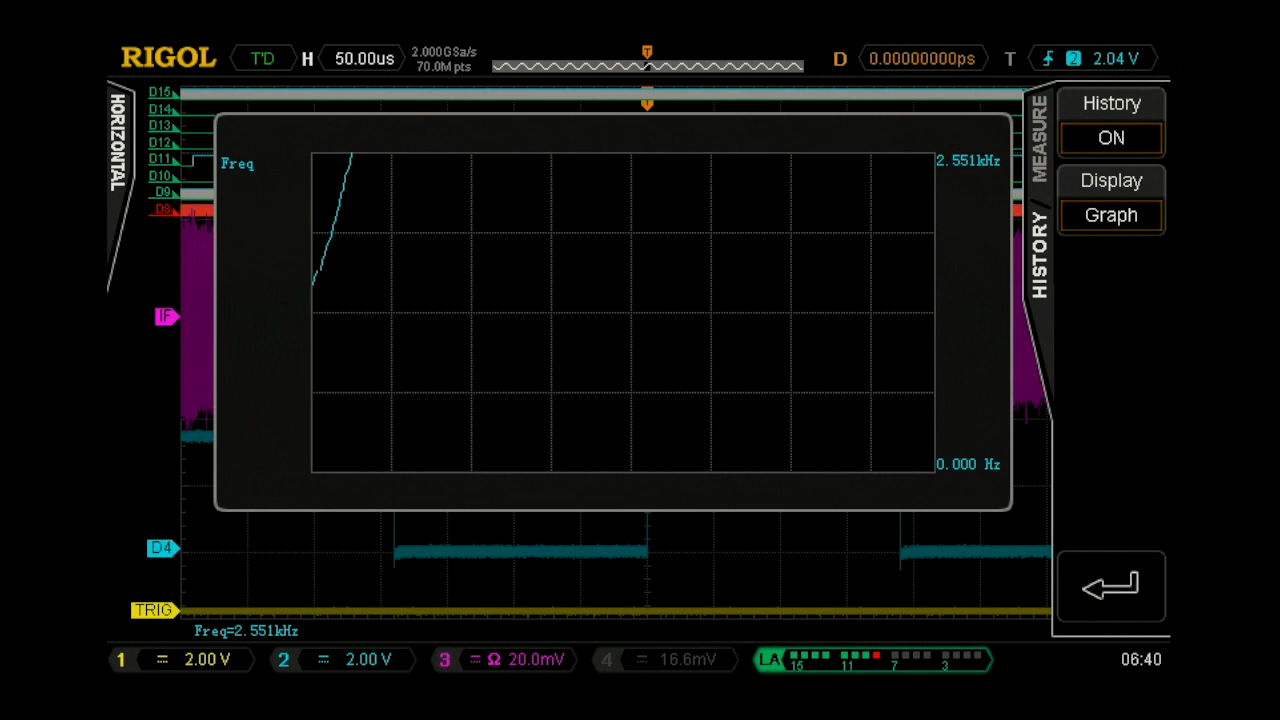 RIGOL T'D H 50.00us 2.000GSa/s D 0.00000000ps T 2 2.04 V
70.0M pts
T
HORIZONTAL
D15
D14
D13
D12
D11
D10
D9
D8
T
Freq
2.551kHz
0.000 Hz
IF
D4
TRIG
Freq=2.551kHz
MEASURE
HISTORY
History
ON
Display
Graph
1 2.00 V 2 2.00 V 3 Ω 20.0mV 4 16.6mV LA 15 11 7 3 06:40